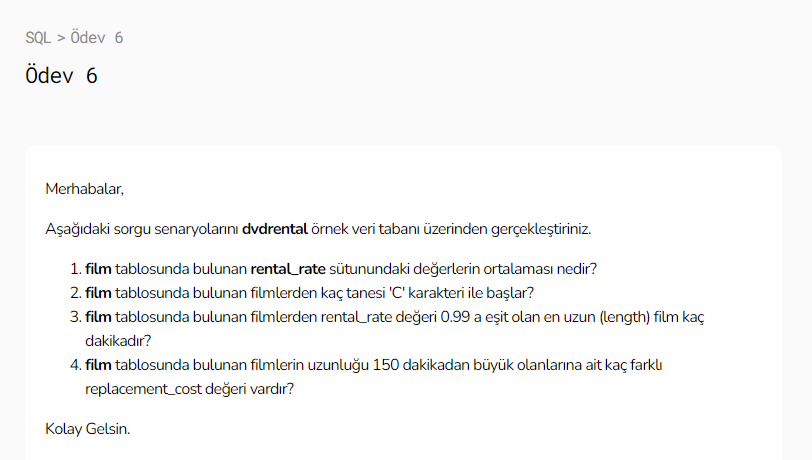 SQL > Ödev 6
Ödev 6
Merhabalar,
Aşağıdaki sorgu senaryolarını dvdrental örnek veri tabanı üzerinden gerçekleştiriniz.
1. film tablosunda bulunan rental_rate sütunundaki değerlerin ortalaması nedir?
2. film tablosunda bulunan filmlerden kaç tanesi 'C' karakteri ile başlar?
3. film tablosunda bulunan filmlerden rental_rate değeri 0.99 a eşit olan en uzun (length) film kaç
dakikadır?
4. film tablosunda bulunan filmlerin uzunluğu 150 dakikadan büyük olanlarına ait kaç farklı
replacement_cost değeri vardır?
Kolay Gelsin.